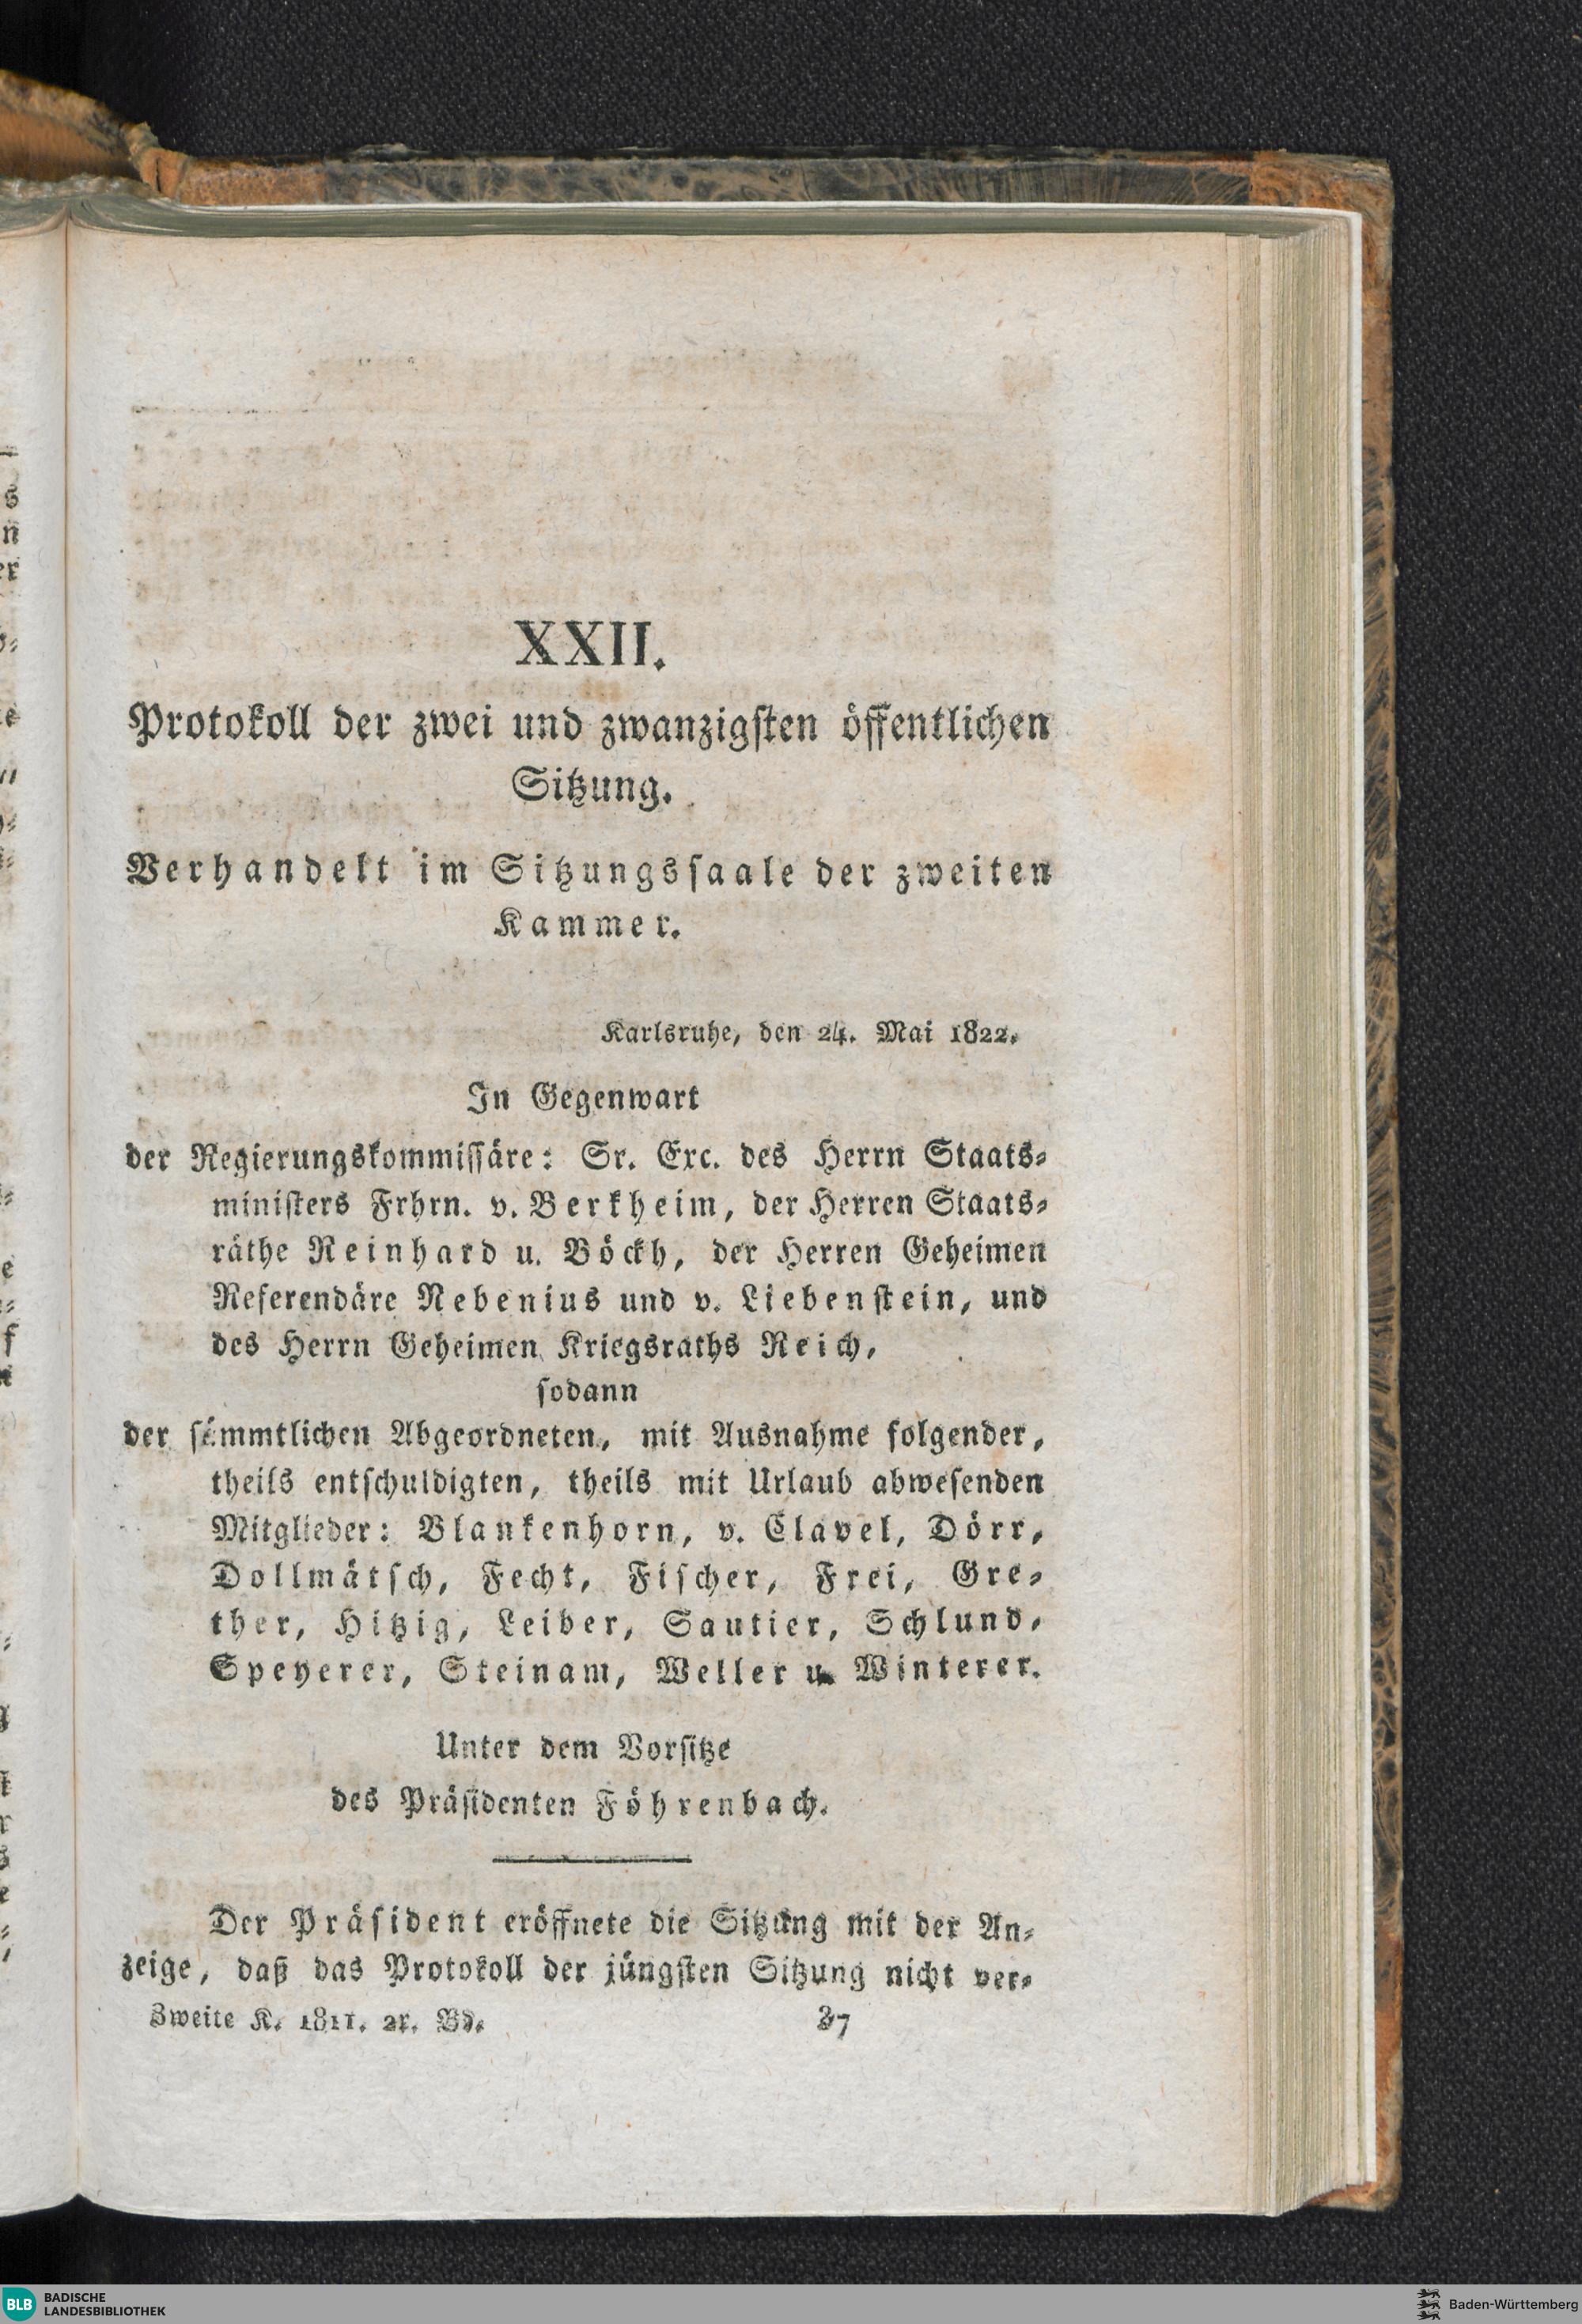 XXII.
Protokoll der zwei und zwanzigsten öffentlichen
Sitzung.
Verhandelt im Sitzungssaale der zweiten
Kammer.
Karlsruhe, den 24. Mai 1822.
In Gegenwart
der Regierungskommissäre: Sr. Exc. des Herrn Staats-
ministers Frhrn. v. Berkheim, der Herren Staats-
räthe Reinhard u. Böckh, der Herren Geheimen
Referendäre Nebenius und v. Liebenstein, und
des Herrn Geheimen Kriegsraths Reich,
sodann
der sämmtlichen Abgeordneten, mit Ausnahme folgender,
theils entschuldigten, theils mit Urlaub abwesenden
Mitglieder: Blankenhorn, v. Clavel, Dörr,
Dollmätsch, Fecht, Fischer, Frei, Gre-
ther, Hitzig, Leiber, Sautier, Schlund,
Speyerer, Steinam, Weller u. Winterer.
Unter dem Vorsitze
des Präsidenten Föhrenbach.
Der Präsident eröffnete die Sitzung mit der An-
zeige, daß das Protokoll der jüngsten Sitzung nicht ver-
Zweite K. 1811. 2r. Bd. 37
BLB BADISCHE
LANDESBIBLIOTHEK
Baden-Württemberg